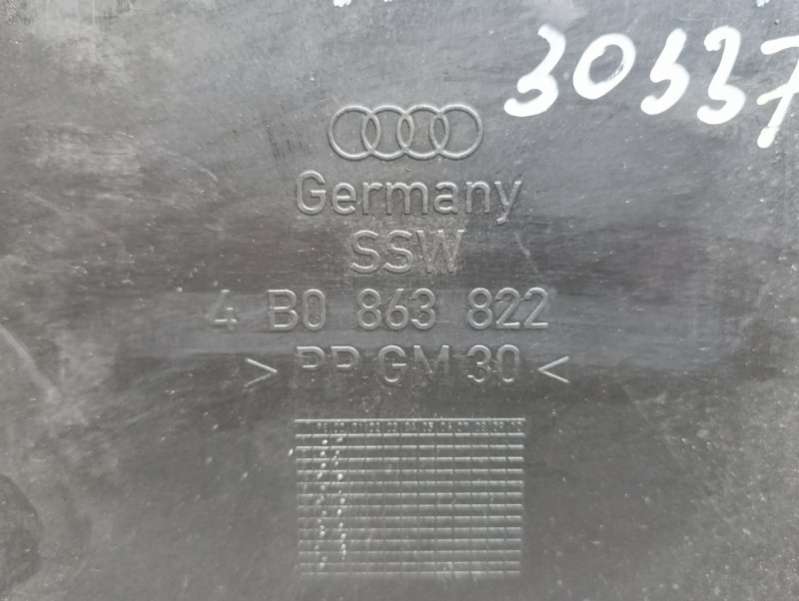 30337
Germany
SSW
4 B0 863 822
> PP GM 30 <